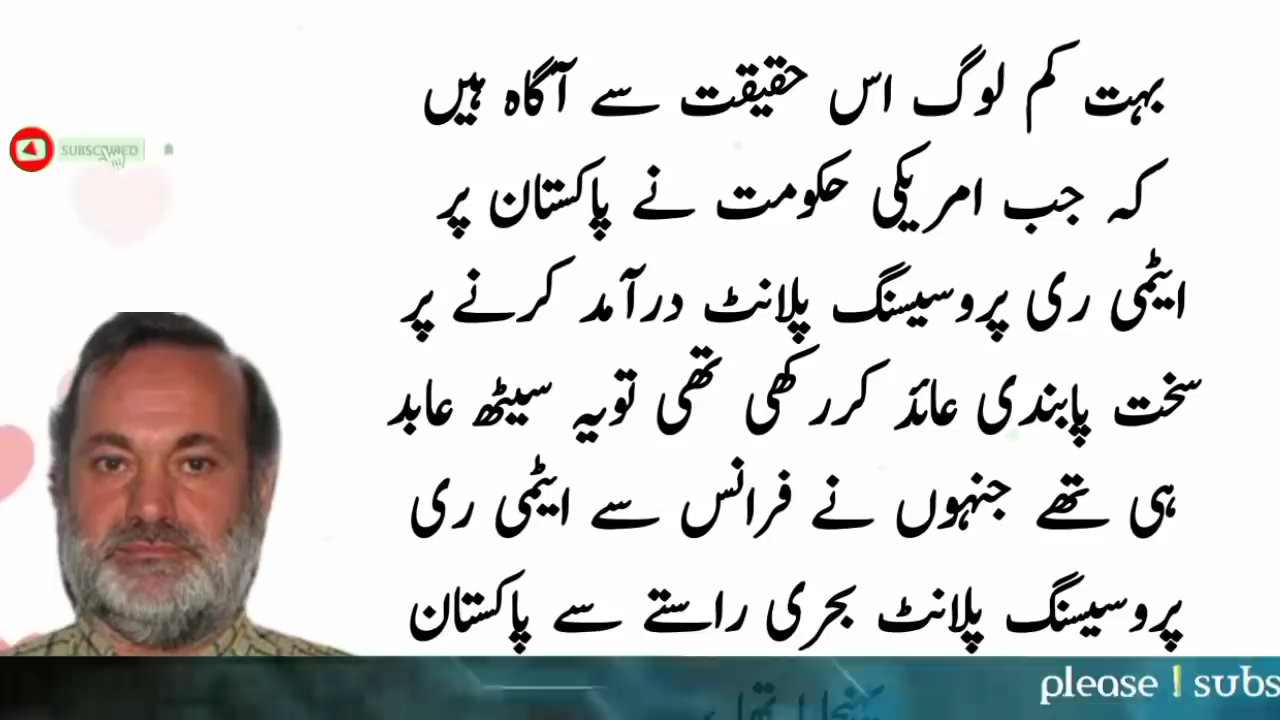 بہت کم لوگ اس حقیقت سے آگاہ ہیں
کہ جب امریکی حکومت نے پاکستان پر
ایٹمی ری پروسیسنگ پلانٹ درآمد کرنے پر
سخت پابندی عائد کررکھی تھی تویہ سیٹھ عابد
ہی تھے جنہوں نے فرانس سے ایٹمی ری
پروسیسنگ پلانٹ بحری راستے سے پاکستان
please | subs